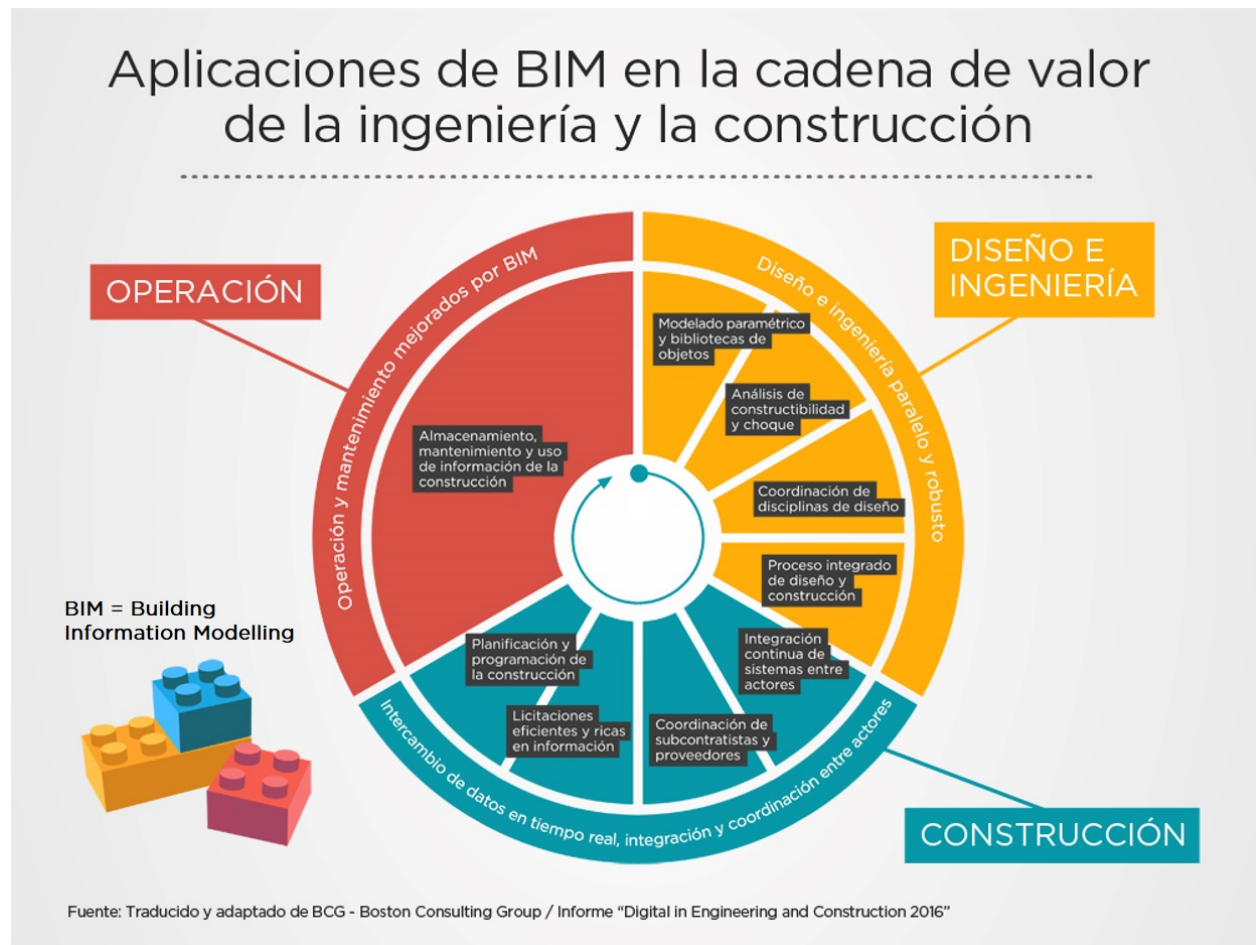 Aplicaciones de BIM en la cadena de valor
de la ingeniería y la construcción
OPERACIÓN
DISEÑO E
INGENIERÍA
Operación y mantenimiento mejorados por BIM
Diseño e ingeniería paralelo y robusto
Modelado paramétrico
y bibliotecas de
objetos
Análisis de
constructibilidad
y choque
Almacenamiento,
mantenimiento y uso
de información de la
construcción
Coordinación de
disciplinas de diseño
Proceso integrado
de diseño y
construcción
BIM = Building
Information Modelling
Planificación y
programación de
la construcción
Integración
continua de
sistemas entre
actores
Licitaciones
eficientes y ricas
en información
Coordinación de
subcontratistas y
proveedores
Intercambio de datos en tiempo real, integración y coordinación entre actores
CONSTRUCCIÓN
Fuente: Traducido y adaptado de BCG - Boston Consulting Group / Informe “Digital in Engineering and Construction 2016”